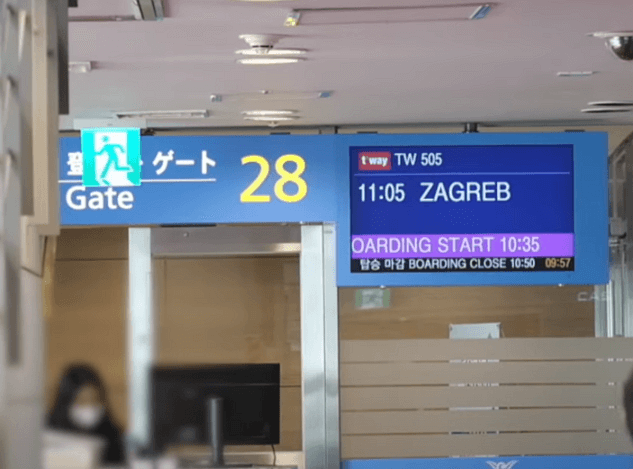 登 ゲート
Gate
28
t'way TW 505
11:05 ZAGREB
OARDING START 10:35
탑승 마감 BOARDING CLOSE 10:50 09:57